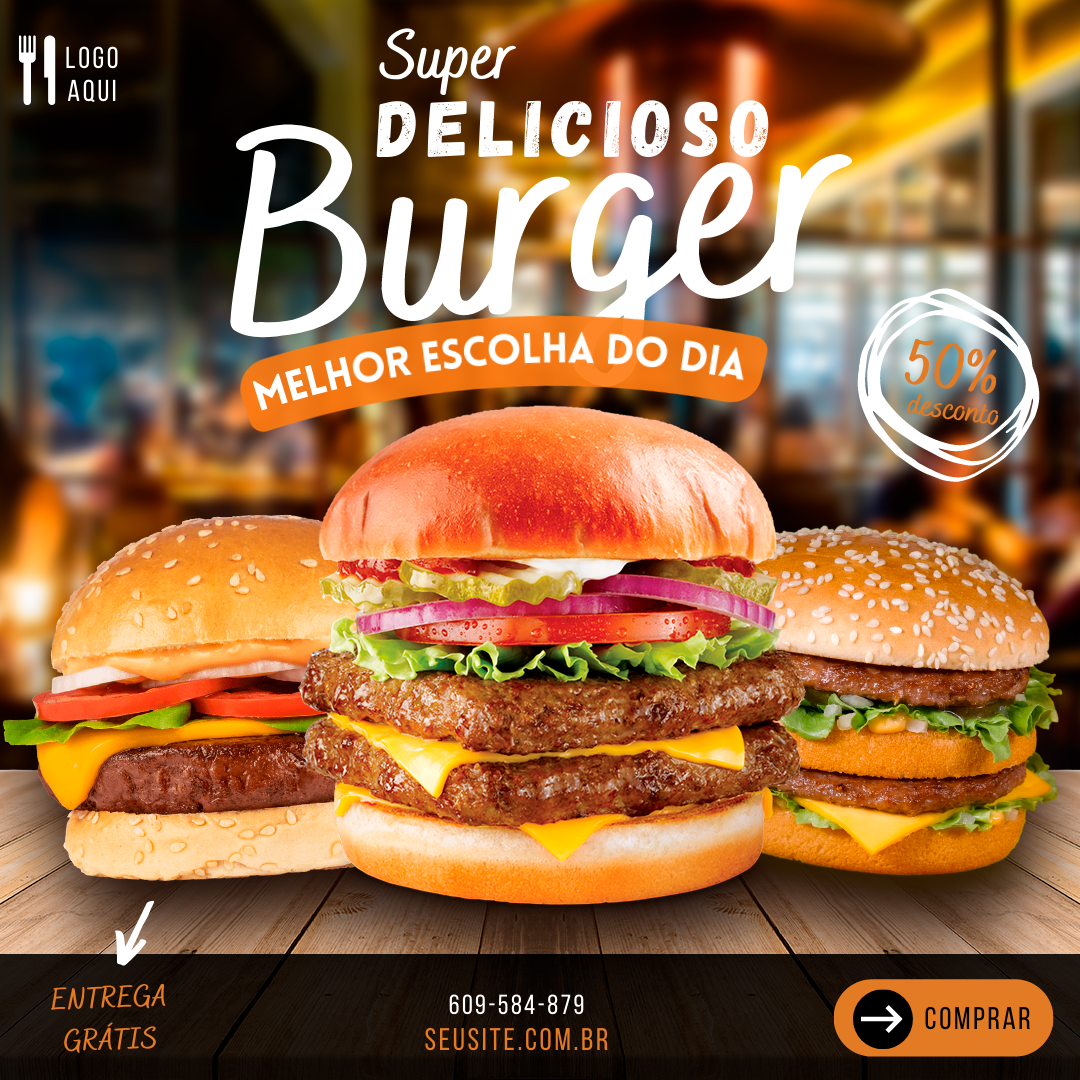 LOGO
AQUI
Super
DELICIOSO
Burger
MELHOR ESCOLHA DO DIA
50%
desconto
ENTREGA
GRÁTIS
609-584-879
SEUSITE.COM.BR
COMPRAR